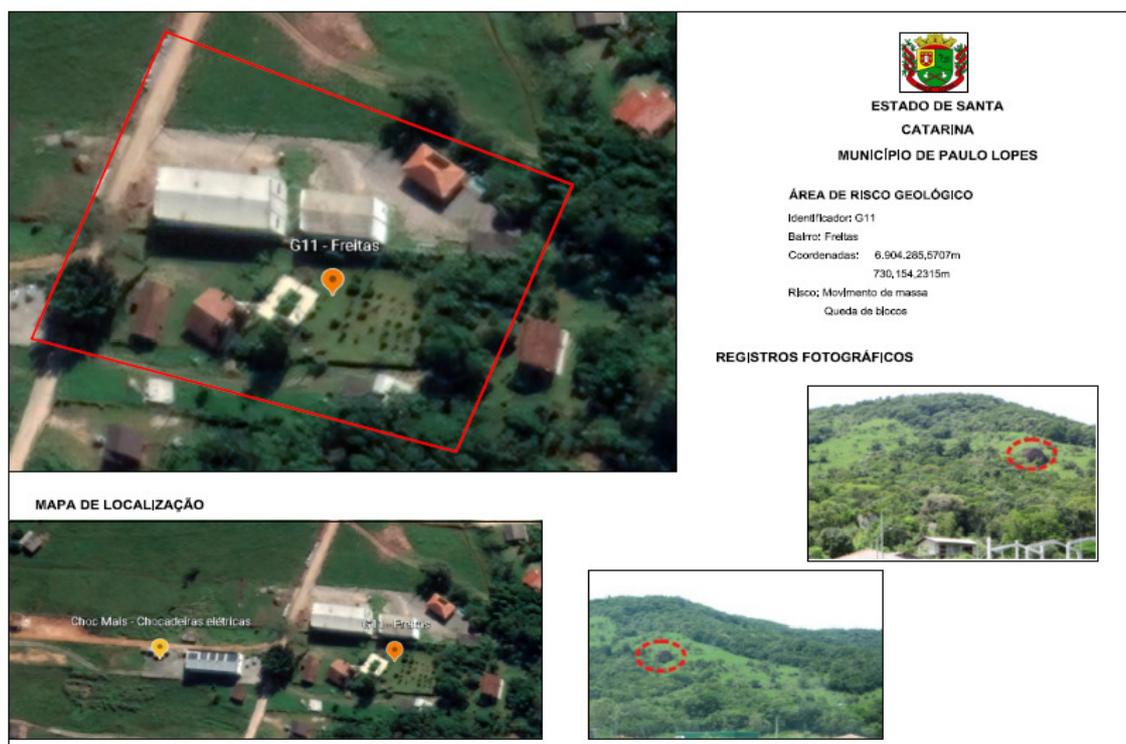 G11 - Freitas
ESTADO DE SANTA
CATARINA
MUNICÍPIO DE PAULO LOPES
ÁREA DE RISCO GEOLÓGICO
Identificador: G11
Bairro: Freitas
Coordenadas: 6.904.285,5707m
730,154,2315m
Risco: Movimento de massa
Queda de blocos
REGISTROS FOTOGRÁFICOS
MAPA DE LOCALIZAÇÃO
Choc Mais - Chocadeiras elétricas
G11 - Freitas